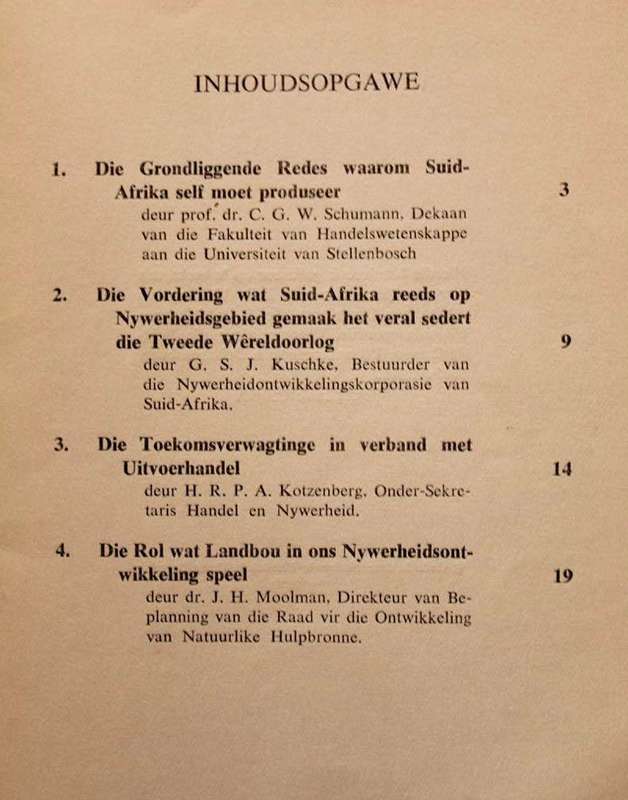 INHOUDSOPGAWE
1. Die Grondliggende Redes waarom Suid-
Afrika self moet produseer 3
deur prof. dr. C. G. W. Schumann, Dekaan
van die Fakulteit van Handelswetenskappe
aan die Universiteit van Stellenbosch
2. Die Vordering wat Suid-Afrika reeds op
Nywerheidsgebied gemaak het veral sedert
die Tweede Wêreldoorlog 9
deur G. S. J. Kuschke, Bestuurder van
die Nywerheidontwikkelingskorporasie van
Suid-Afrika.
3. Die Toekomsverwagtinge in verband met
Uitvoerhandel 14
deur H. R. P. A. Kotzenberg, Onder-Sekre-
taris Handel en Nywerheid.
4. Die Rol wat Landbou in ons Nywerheidsont-
wikkeling speel 19
deur dr. J. H. Moolman, Direkteur van Be-
planning van die Raad vir die Ontwikkeling
van Natuurlike Hulpbronne.